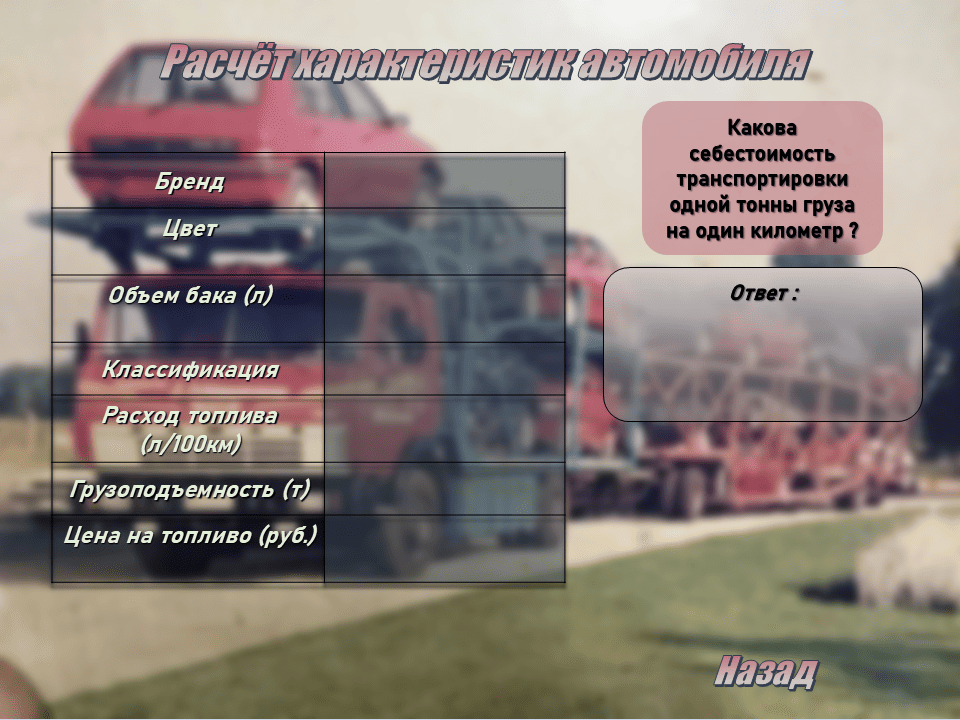 Расчёт характеристик автомобиля
Какова
себестоимость
транспортировки
одной тонны груза
на один километр ?
Бренд
Цвет
Объем бака (л)
Классификация
Расход топлива
(л/100км)
Грузоподъемность (т)
Цена на топливо (руб.)
Ответ :
Назад